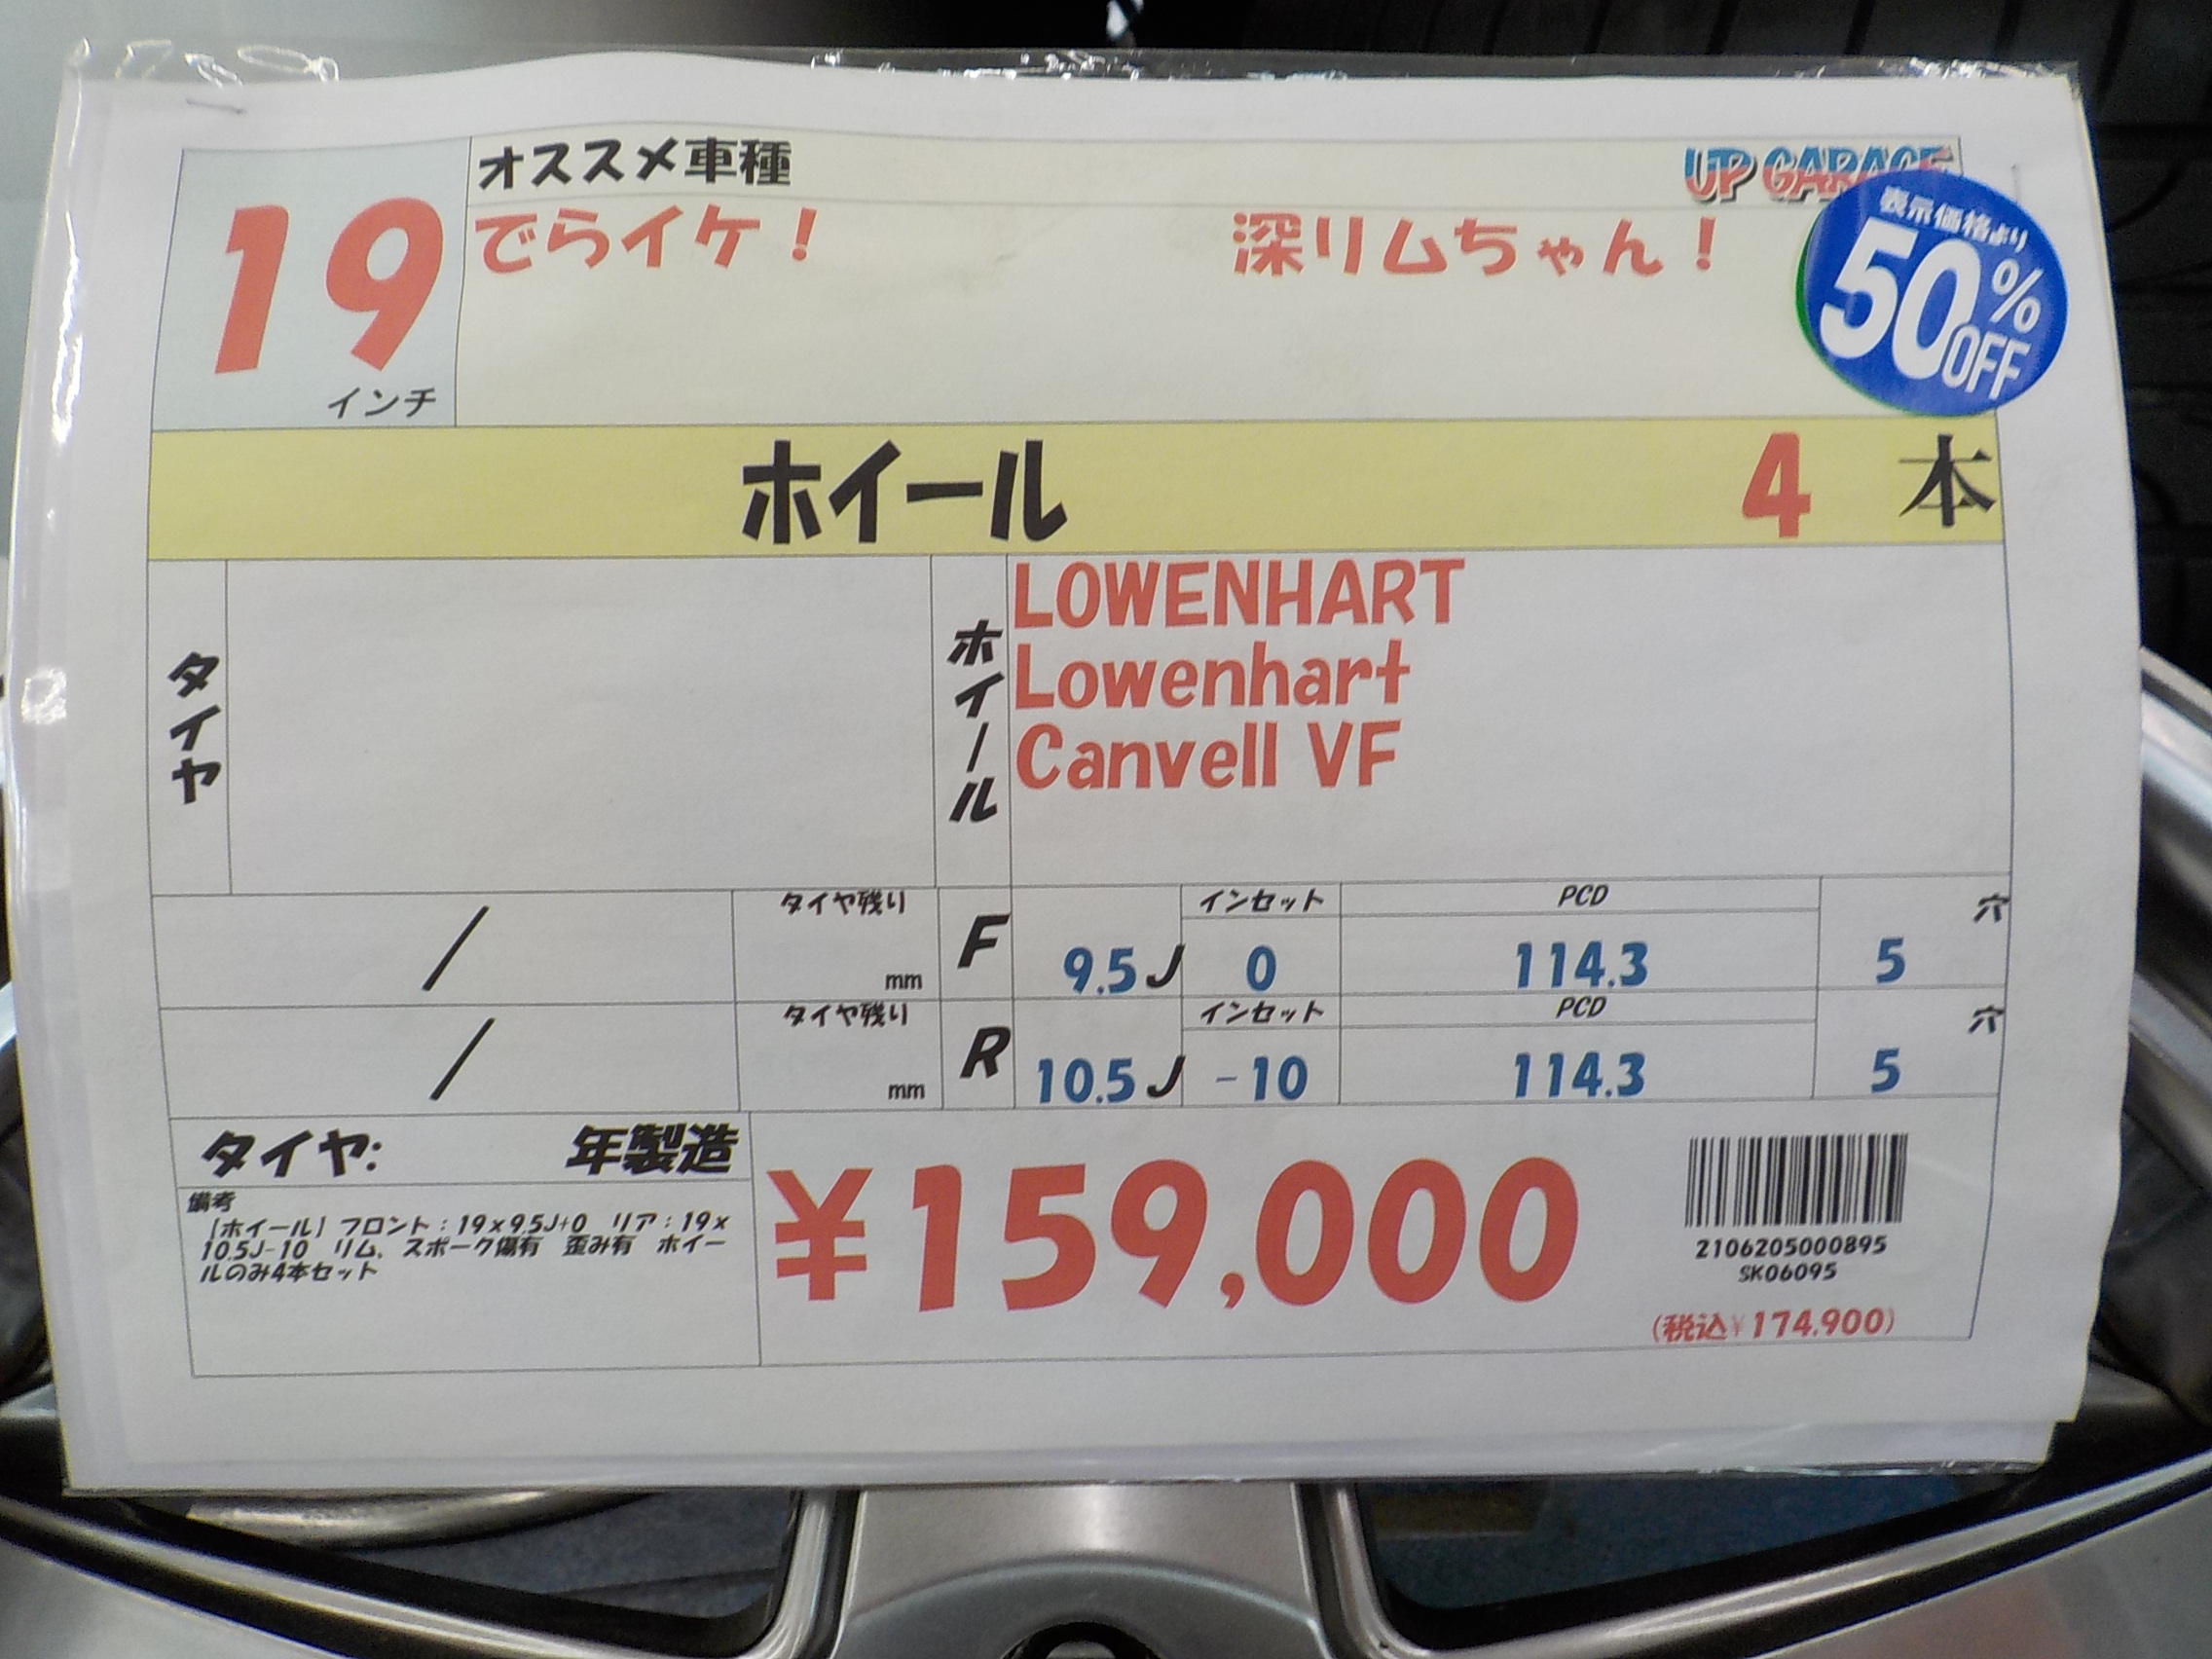 オススメ車種
UP GARAGE
19
インチ
でらイケ! 深リムちゃん!
表示価格より
50%
OFF
ホイール 4 本
タイヤ
ホイール
LOWENHART
Lowenhart
Canvell VF
/ タイヤ残り mm F 9.5J インセット 0 PCD 114.3 5 穴
/ タイヤ残り mm R 10.5J インセット -10 PCD 114.3 5 穴
タイヤ: 年製造
備考
[ホイール] フロント:19x9.5J+0 リア:19x
10.5J-10 リム、スポーク傷有 歪み有 ホイー
ルのみ4本セット
¥159,000
2106205000895
SK06095
(税込¥174,900)